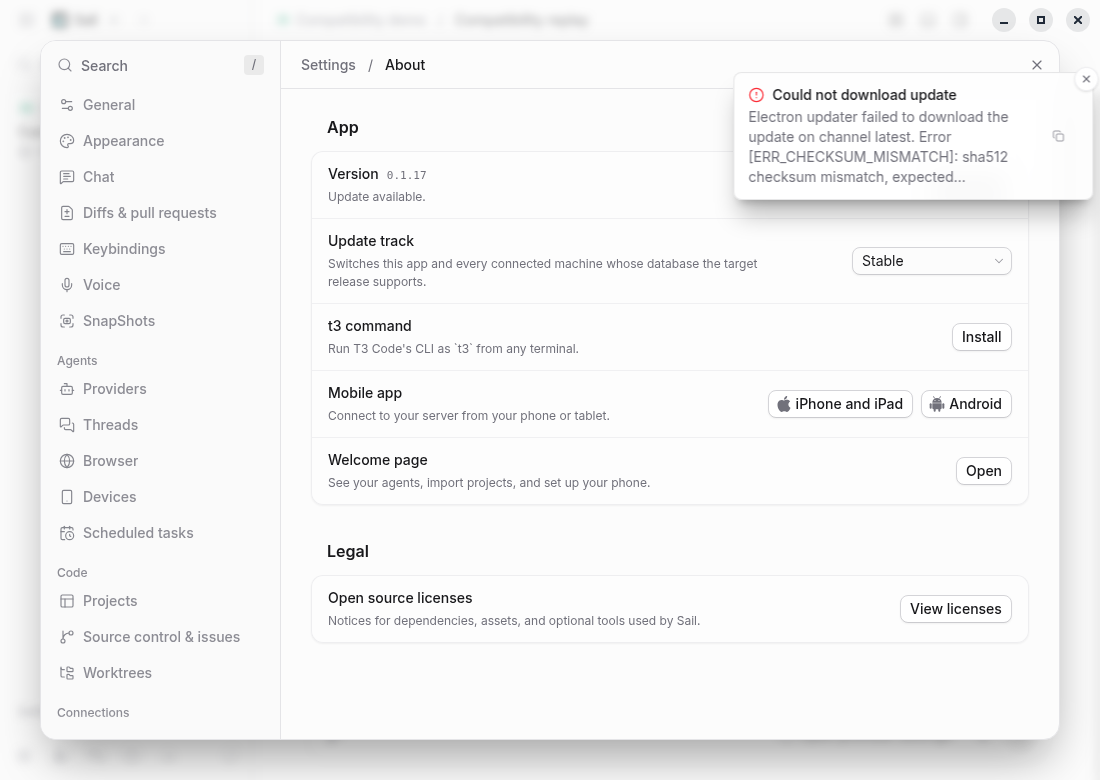 Sail
Compatibility demo
Compatibility replay
Search
/
Settings / About
General
Appearance
Chat
Diffs & pull requests
Keybindings
Voice
SnapShots
Agents
Providers
Threads
Browser
Devices
Scheduled tasks
Code
Projects
Source control & issues
Worktrees
Connections
Could not download update
Electron updater failed to download the
update on channel latest. Error
[ERR_CHECKSUM_MISMATCH]: sha512
checksum mismatch, expected...
App
Version 0.1.17
Update available.
Update track
Switches this app and every connected machine whose database the target
release supports.
Stable
t3 command
Run T3 Code's CLI as `t3` from any terminal.
Install
Mobile app
Connect to your server from your phone or tablet.
iPhone and iPad
Android
Welcome page
See your agents, import projects, and set up your phone.
Open
Legal
Open source licenses
Notices for dependencies, assets, and optional tools used by Sail.
View licenses